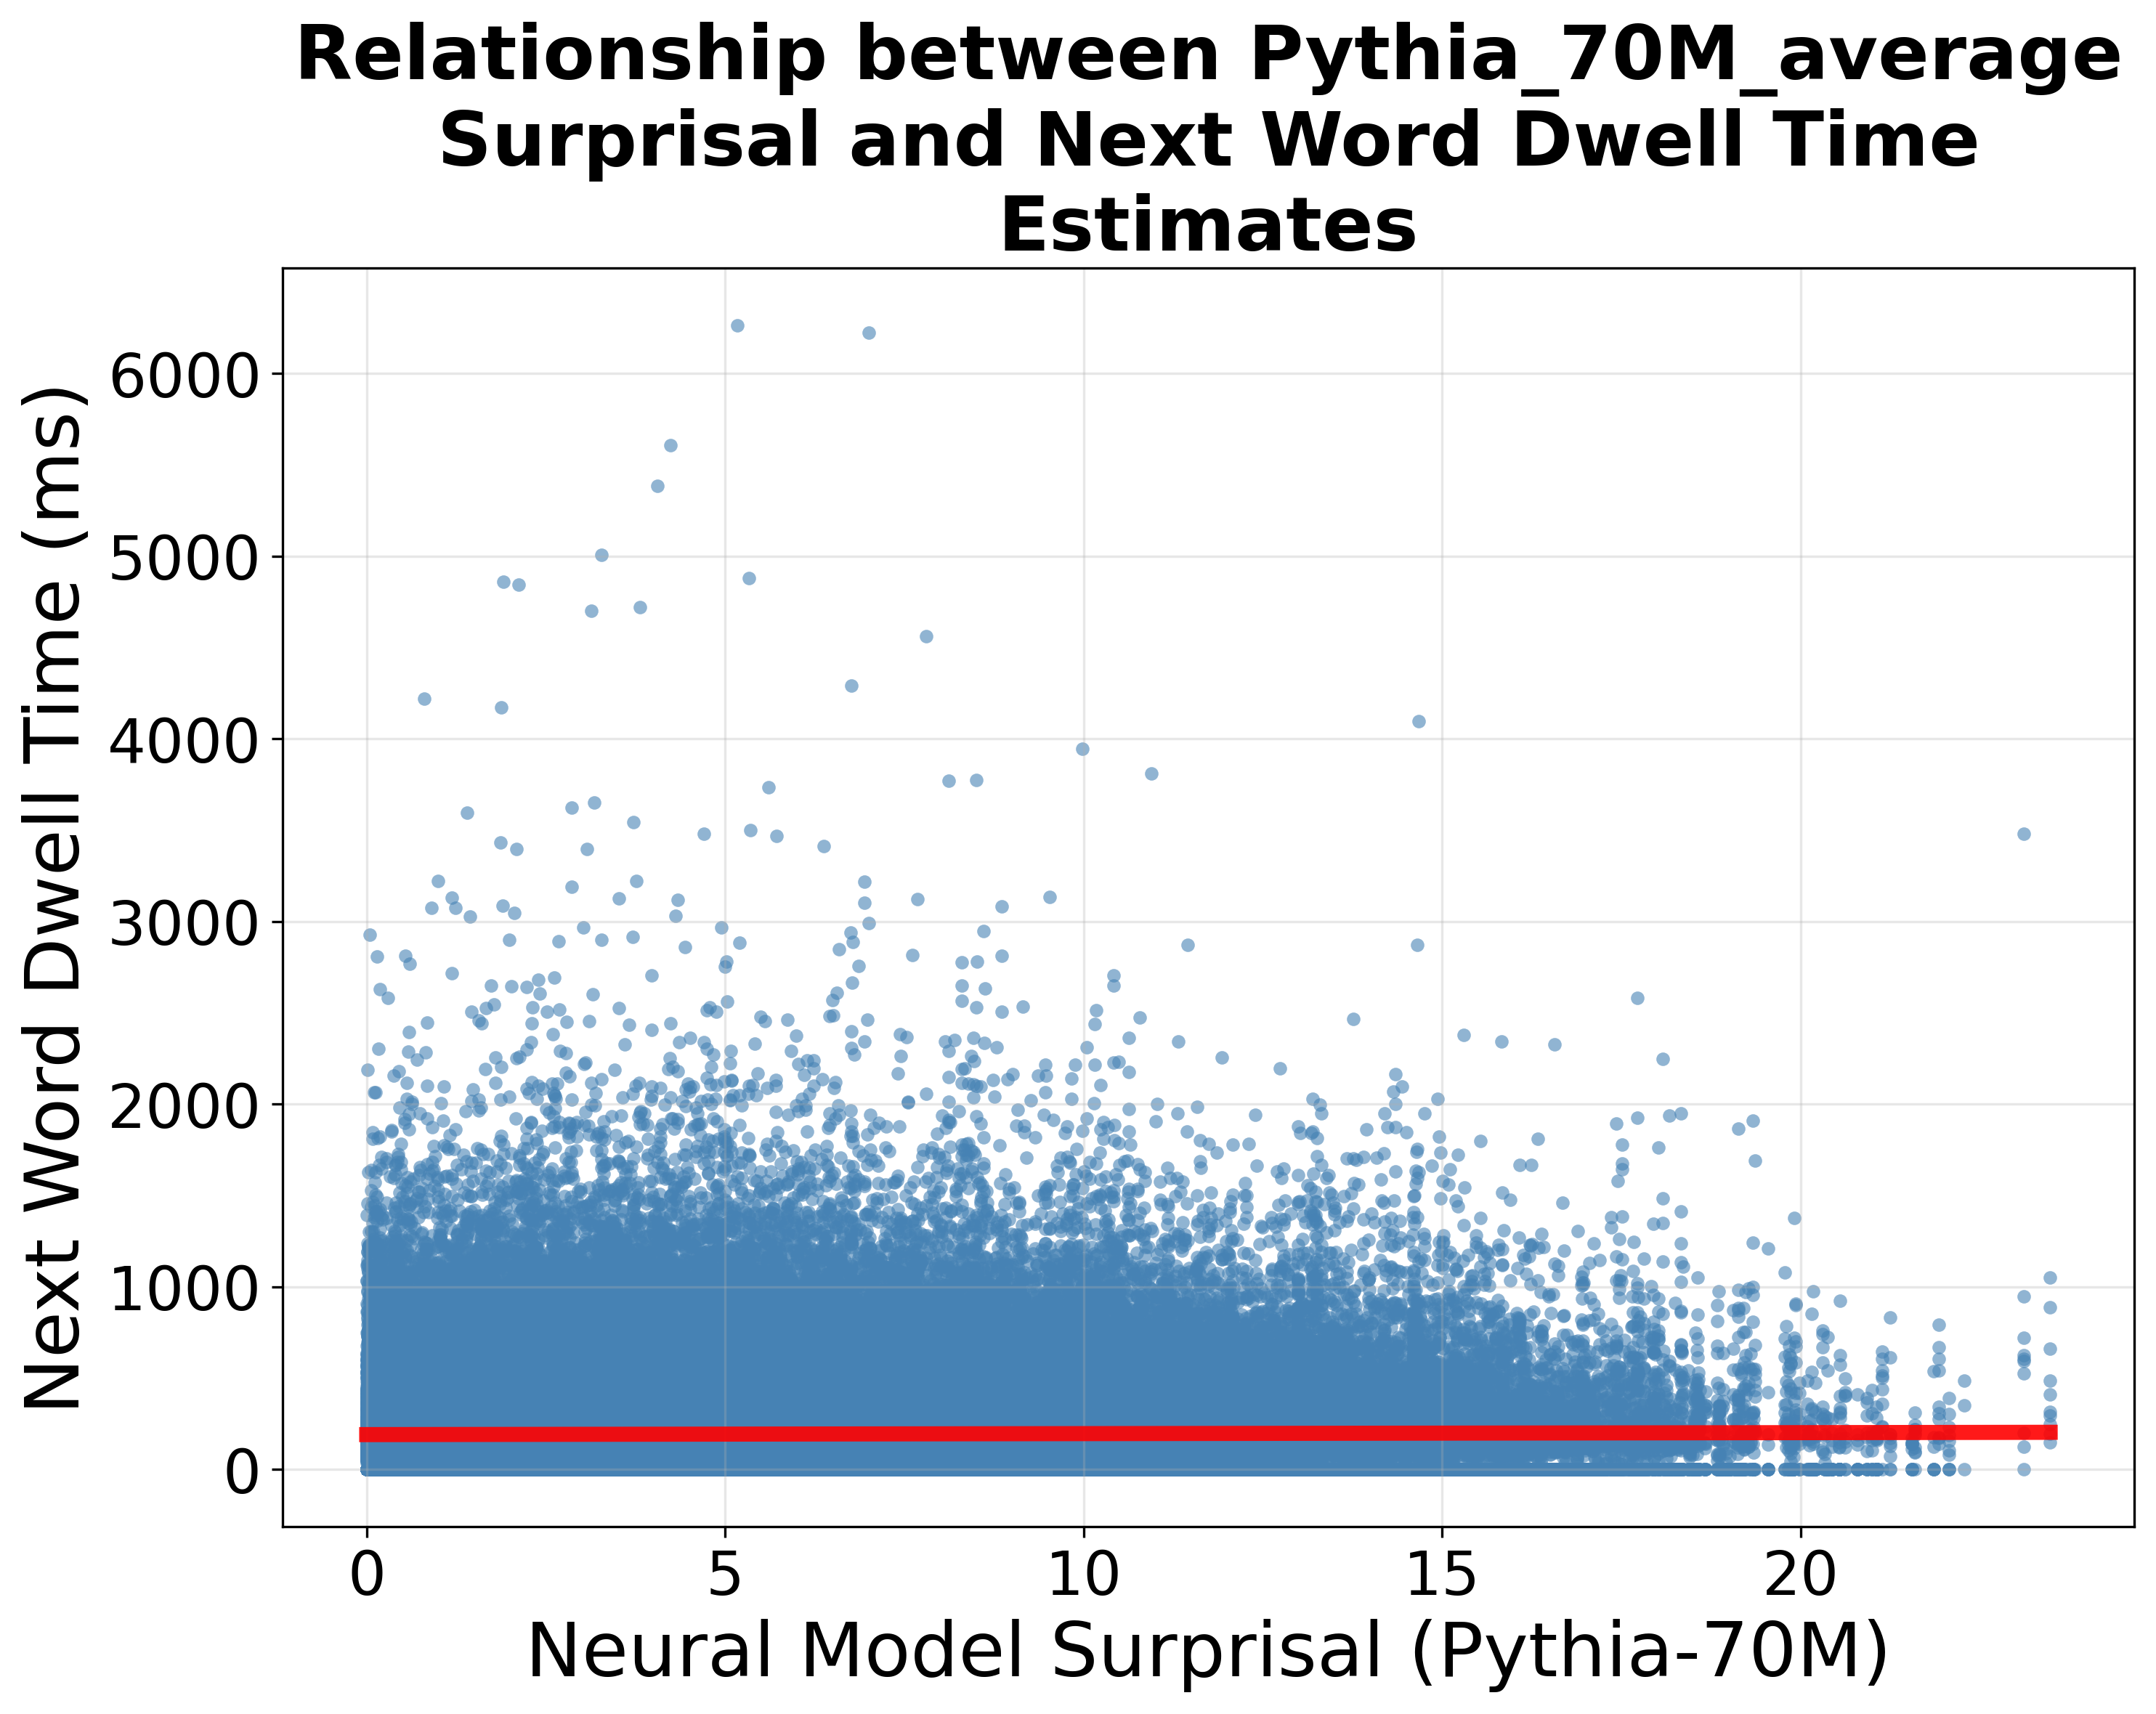 Relationship between Pythia_70M_average
Surprisal and Next Word Dwell Time
Estimates
Next Word Dwell Time (ms)
6000
5000
4000
3000
2000
1000
0
0 5 10 15 20
Neural Model Surprisal (Pythia-70M)